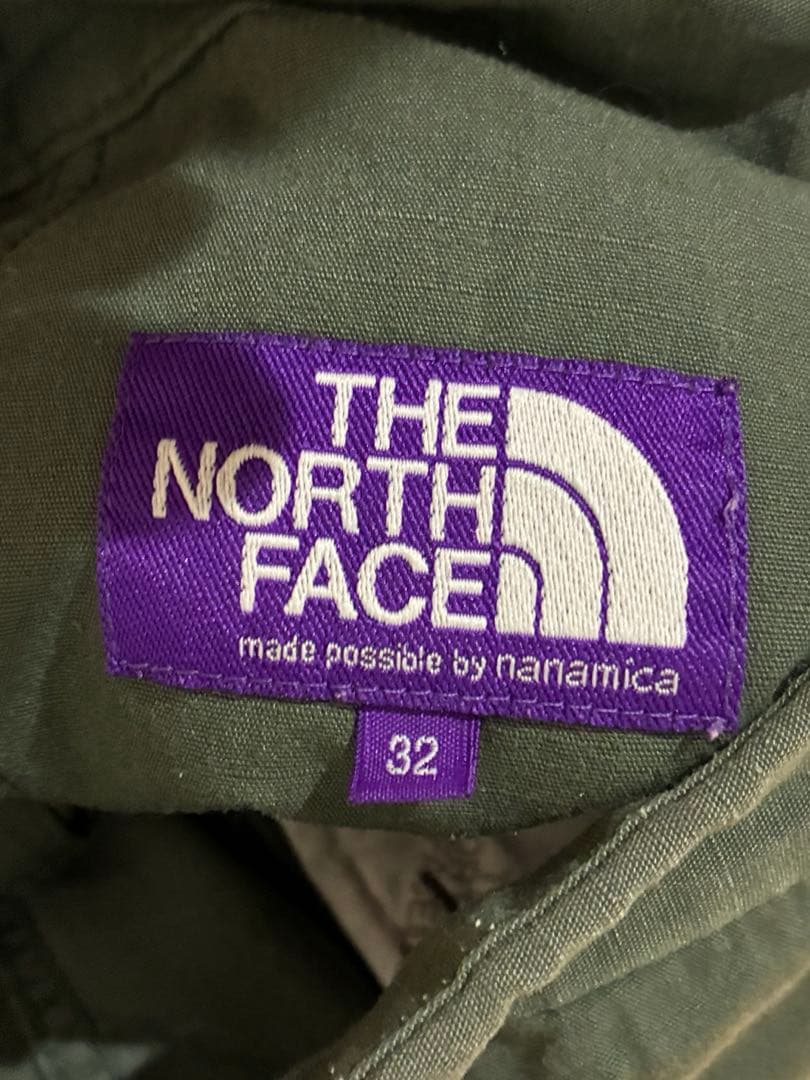 THE
NORTH
FACE
made possible by nanamica
32